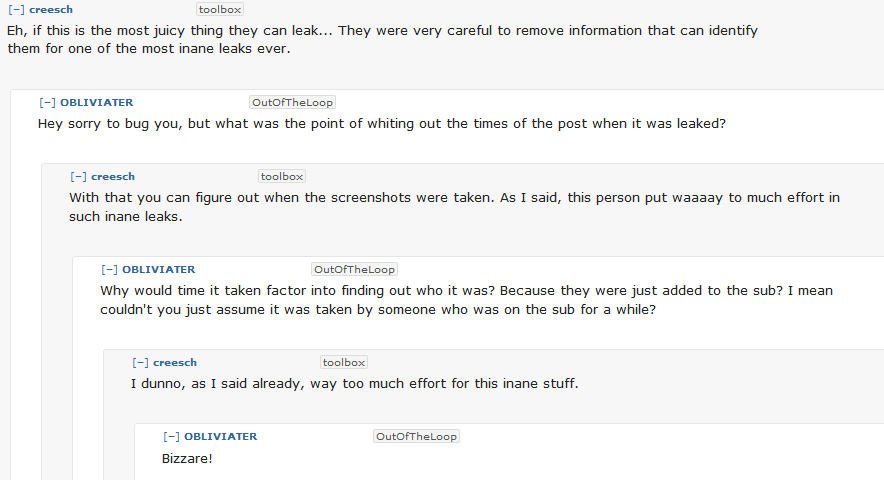 [–] creesch toolbox
Eh, if this is the most juicy thing they can leak... They were very careful to remove information that can identify
them for one of the most inane leaks ever.
[–] OBLIVIATER OutOfTheLoop
Hey sorry to bug you, but what was the point of whiting out the times of the post when it was leaked?
[–] creesch toolbox
With that you can figure out when the screenshots were taken. As I said, this person put waaaay to much effort in
such inane leaks.
[–] OBLIVIATER OutOfTheLoop
Why would time it taken factor into finding out who it was? Because they were just added to the sub? I mean
couldn't you just assume it was taken by someone who was on the sub for a while?
[–] creesch toolbox
I dunno, as I said already, way too much effort for this inane stuff.
[–] OBLIVIATER OutOfTheLoop
Bizzare!